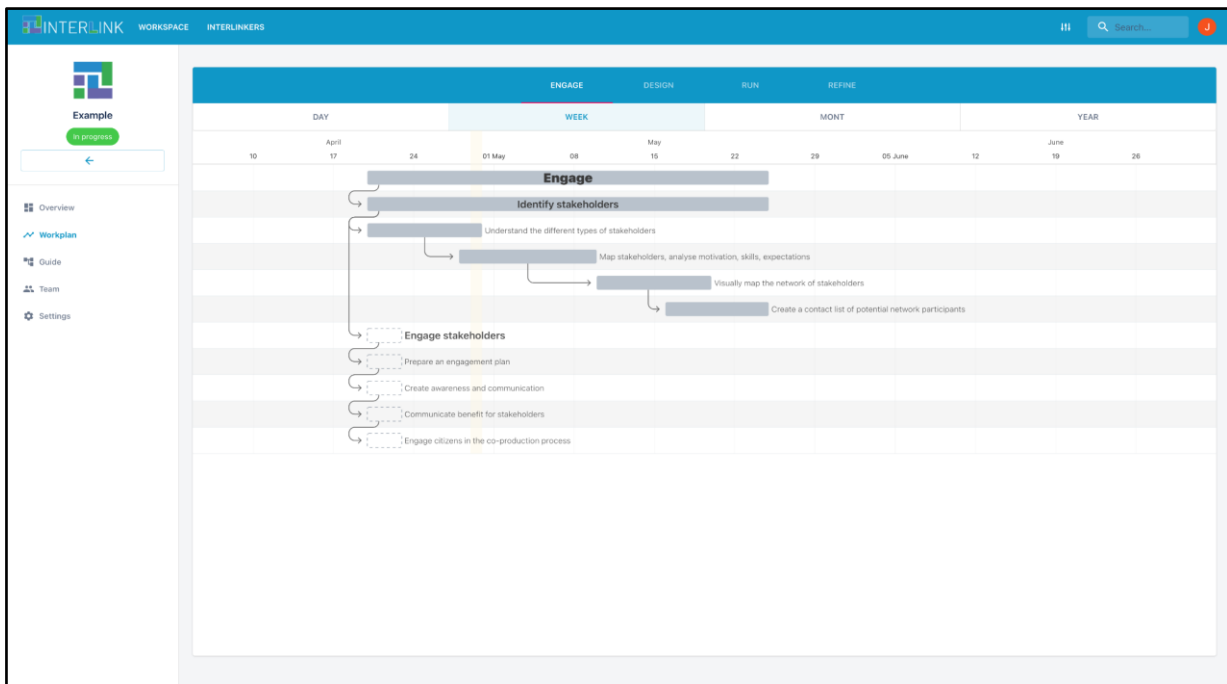 INTERLINK WORKSPACE INTERLINKERS Search... J
Example
In progress
Overview
Workplan
Guide
Team
Settings
ENGAGE DESIGN RUN REFINE
DAY WEEK MONT YEAR
April May June
10 17 24 01 May 08 15 22 29 05 June 12 19 26
Engage
Identify stakeholders
Understand the different types of stakeholders
Map stakeholders, analyse motivation, skills, expectations
Visually map the network of stakeholders
Create a contact list of potential network participants
Engage stakeholders
Prepare an engagement plan
Create awareness and communication
Communicate benefit for stakeholders
Engage citizens in the co-production process